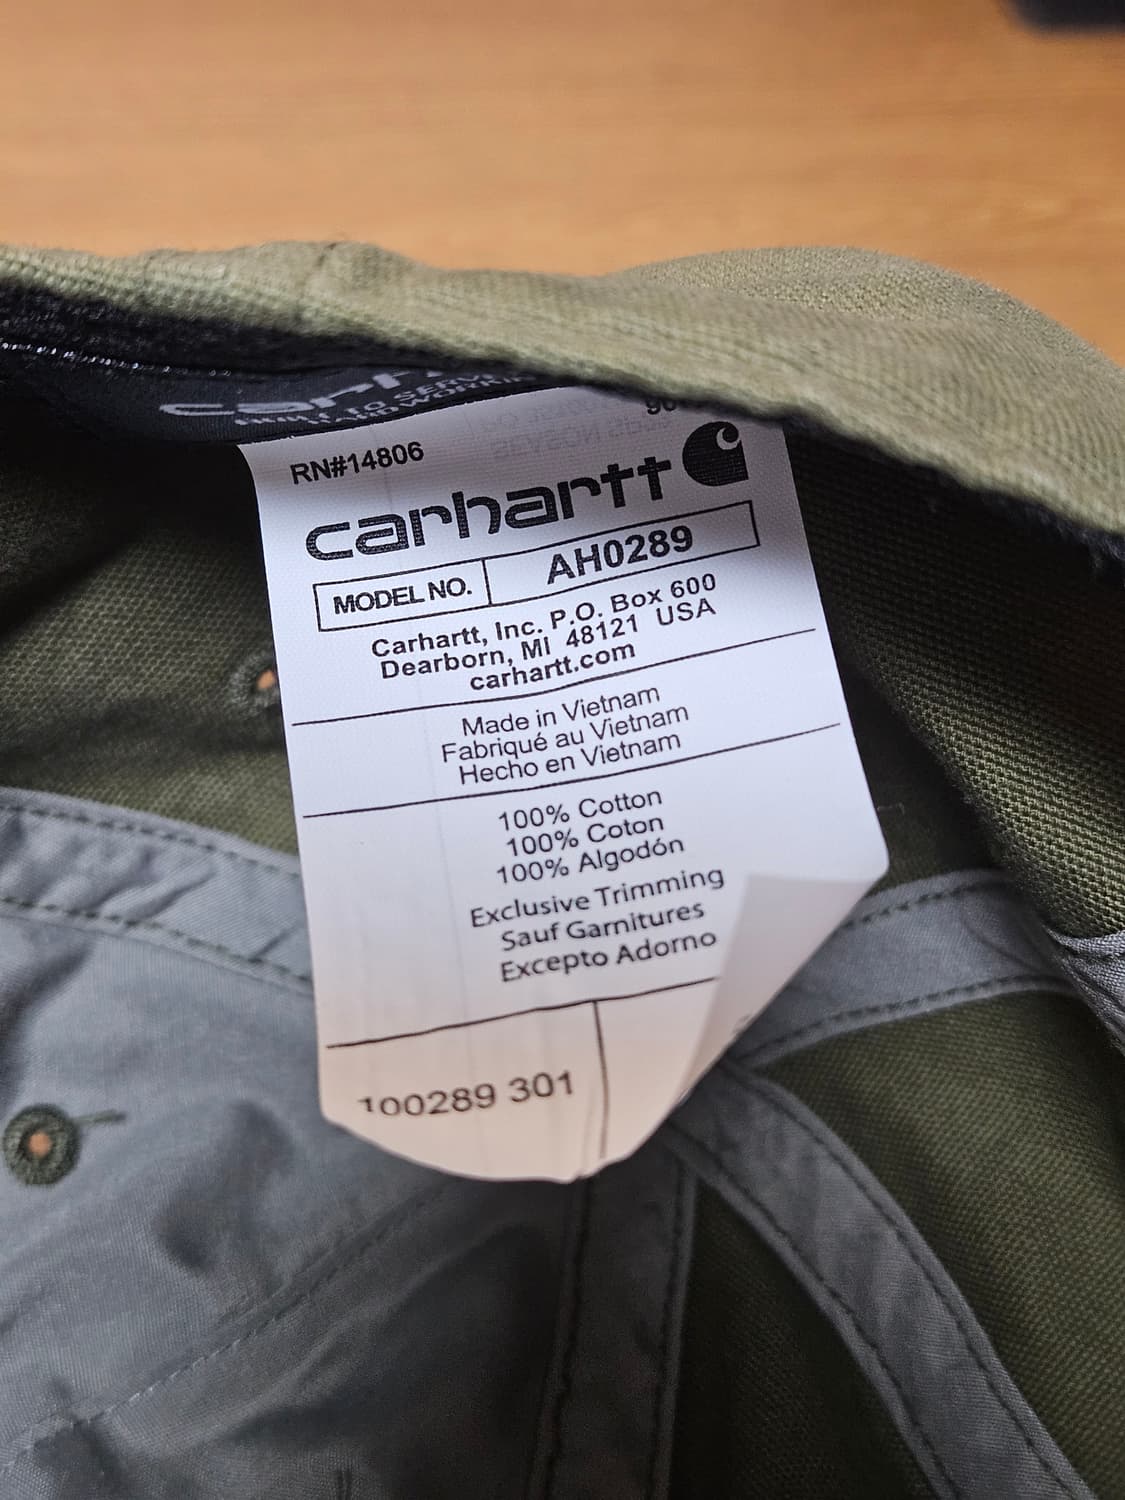 RN#14806
carhartt
MODEL NO. AH0289
Carhartt, Inc. P.O. Box 600
Dearborn, MI 48121 USA
carhartt.com
Made in Vietnam
Fabriqué au Vietnam
Hecho en Vietnam
100% Cotton
100% Coton
100% Algodón
Exclusive Trimming
Sauf Garnitures
Excepto Adorno
100289 301